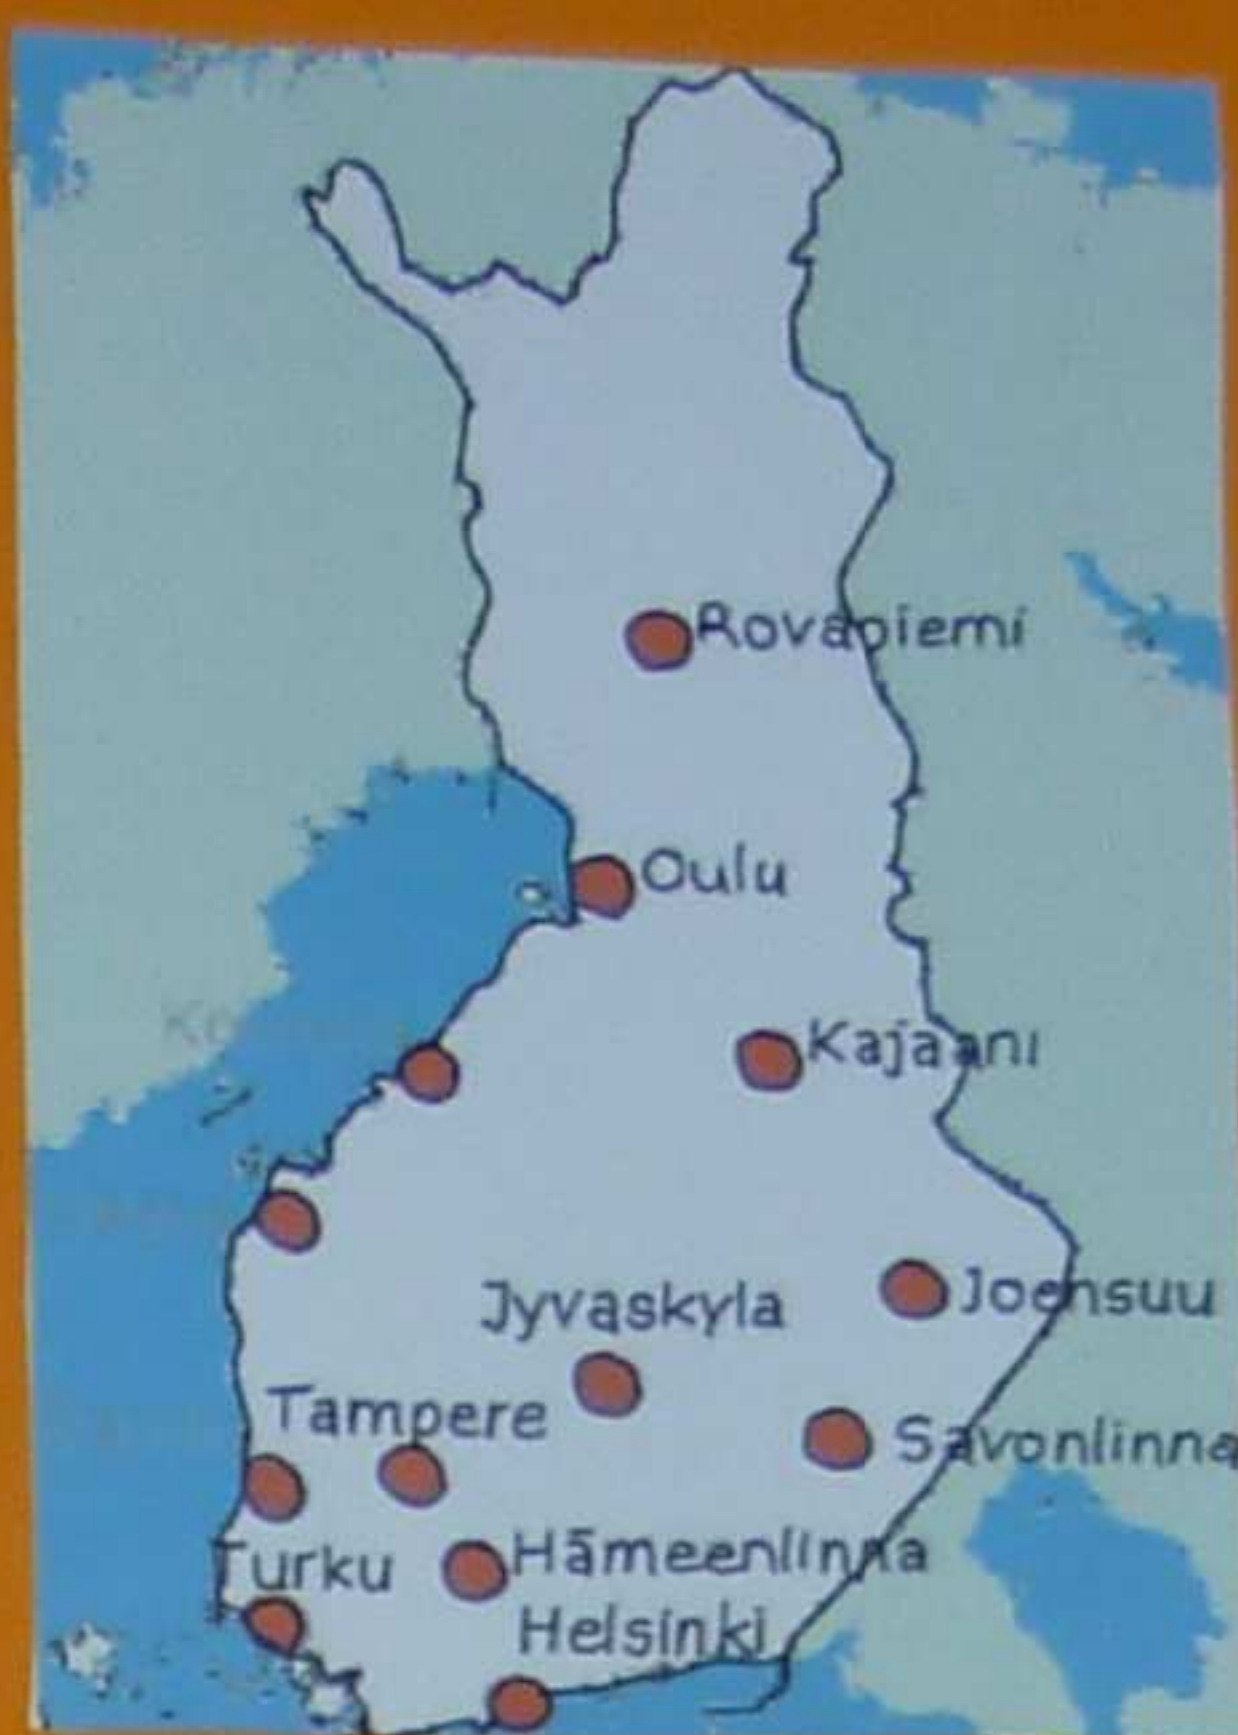 Rovaniemi
Oulu
Kajaani
Joensuu
Jyvaskyla
Tampere
Savonlinna
Turku
Hämeenlinna
Helsinki